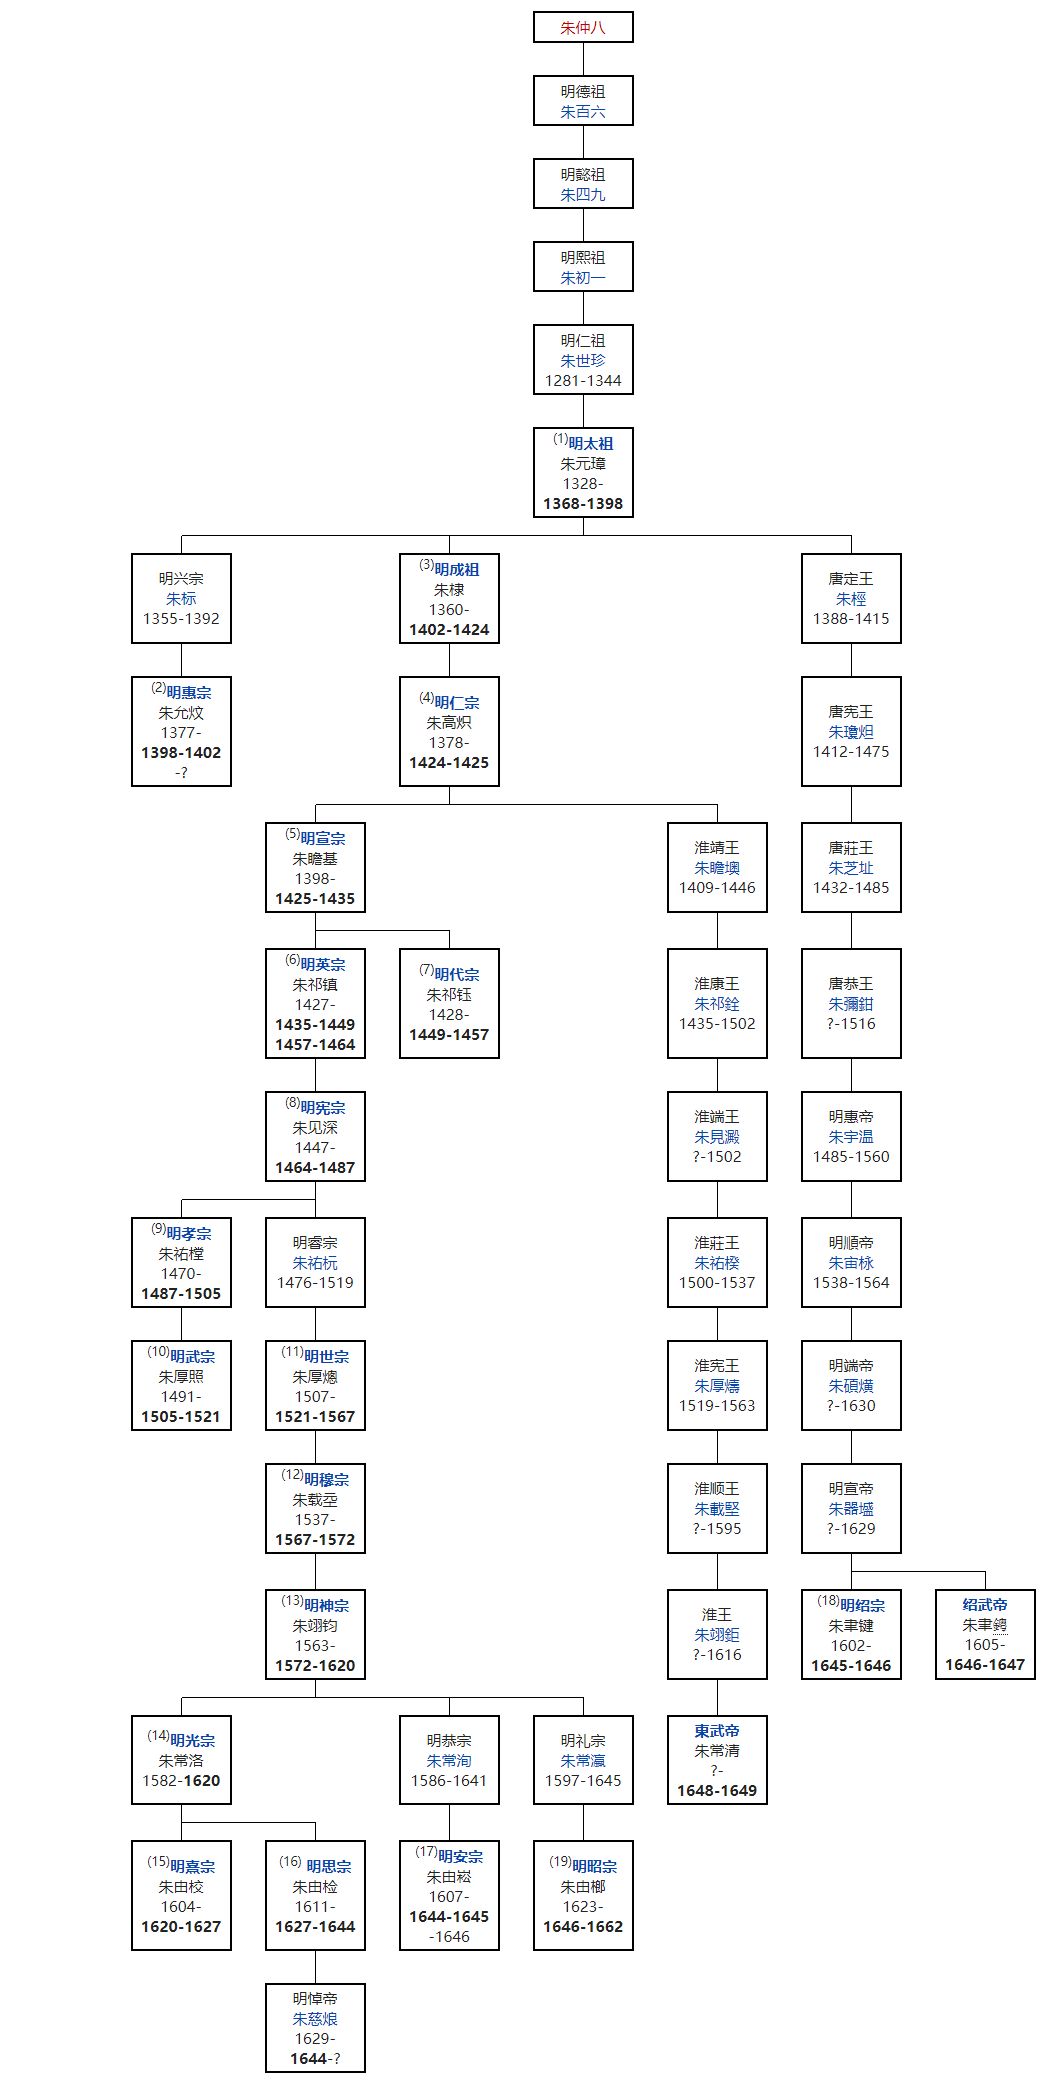 朱仲八
明德祖
朱百六
明懿祖
朱四九
明熙祖
朱初一
明仁祖
朱世珍
1281-1344
(1)明太祖
朱元璋
1328-
1368-1398
明兴宗
朱标
1355-1392
(3)明成祖
朱棣
1360-
1402-1424
唐定王
朱桱
1388-1415
(2)明惠宗
朱允炆
1377-
1398-1402
-?
(4)明仁宗
朱高炽
1378-
1424-1425
唐宪王
朱瓊炟
1412-1475
(5)明宣宗
朱瞻基
1398-
1425-1435
淮靖王
朱瞻墺
1409-1446
唐莊王
朱芝址
1432-1485
(6)明英宗
朱祁镇
1427-
1435-1449
1457-1464
(7)明代宗
朱祁钰
1428-
1449-1457
淮康王
朱祁銓
1435-1502
唐恭王
朱彌鉗
?-1516
(8)明宪宗
朱见深
1447-
1464-1487
淮端王
朱見澱
?-1502
明惠帝
朱宇温
1485-1560
(9)明孝宗
朱祐樘
1470-
1487-1505
明睿宗
朱祐杬
1476-1519
淮莊王
朱祐楑
1500-1537
明順帝
朱宙栐
1538-1564
(10)明武宗
朱厚照
1491-
1505-1521
(11)明世宗
朱厚熜
1507-
1521-1567
淮宪王
朱厚燽
1519-1563
明端帝
朱碩熿
?-1630
(12)明穆宗
朱载坖
1537-
1567-1572
淮顺王
朱載堅
?-1595
明宣帝
朱器墭
?-1629
(13)明神宗
朱翊钧
1563-
1572-1620
淮王
朱翊鉅
?-1616
(18)明绍宗
朱聿键
1602-
1645-1646
绍武帝
朱聿𨮁
1605-
1646-1647
(14)明光宗
朱常洛
1582-1620
明恭宗
朱常洵
1586-1641
明礼宗
朱常瀛
1597-1645
東武帝
朱常清
?-
1648-1649
(15)明熹宗
朱由校
1604-
1620-1627
(16) 明思宗
朱由检
1611-
1627-1644
(17)明安宗
朱由崧
1607-
1644-1645
-1646
(19)明昭宗
朱由榔
1623-
1646-1662
明悼帝
朱慈烺
1629-
1644-?